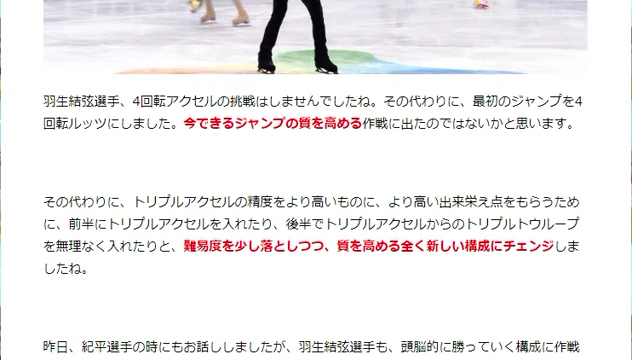 羽生結弦選手、4回転アクセルの挑戦はしませんでしたね。その代わりに、最初のジャンプを4
回転ルッツにしました。今できるジャンプの質を高める作戦に出たのではないかと思います。
その代わりに、トリプルアクセルの精度をより高いものに、より高い出来栄え点をもらうため
に、前半にトリプルアクセルを入れたり、後半でトリプルアクセルからのトリプルトウループ
を無理なく入れたりと、難易度を少し落としつつ、質を高める全く新しい構成にチェンジしま
したね。
昨日、紀平選手の時にもお話ししましたが、羽生結弦選手も、頭脳的に勝っていく構成に作戦